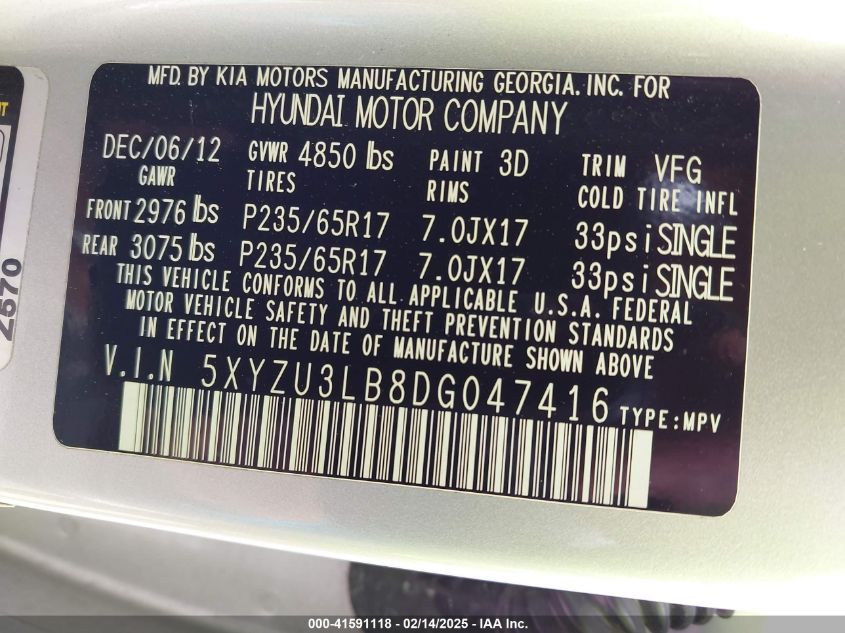 MFD. BY KIA MOTORS MANUFACTURING GEORGIA. INC. FOR
HYUNDAI MOTOR COMPANY
DEC/06/12 GVWR 4850 lbs PAINT 3D TRIM VFG
GAWR TIRES RIMS COLD TIRE INFL
FRONT 2976 lbs P235/65R17 7.0JX17 33psi SINGLE
REAR 3075 lbs P235/65R17 7.0JX17 33psi SINGLE
THIS VEHICLE CONFORMS TO ALL APPLICABLE U.S.A. FEDERAL
MOTOR VEHICLE SAFETY AND THEFT PREVENTION STANDARDS
IN EFFECT ON THE DATE OF MANUFACTURE SHOWN ABOVE
V.I.N 5XYZU3LB8DG047416 TYPE:MPV
2670
000-41591118 - 02/14/2025 - IAA Inc.